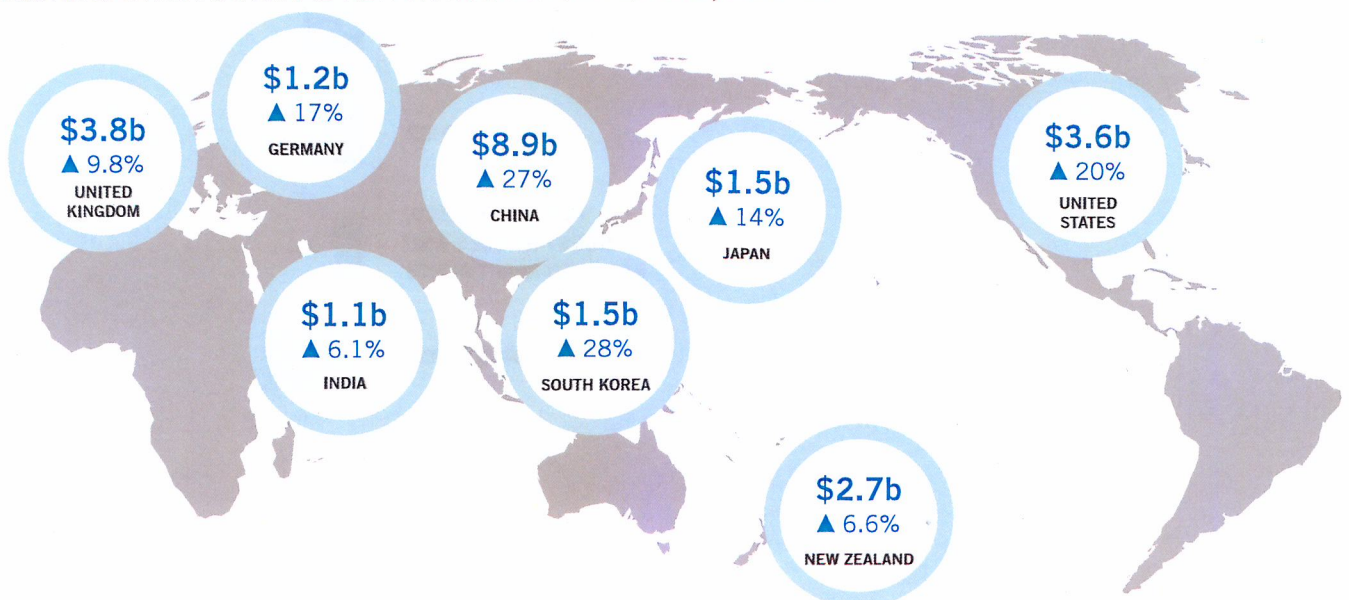 $1.2b
▲ 17%
GERMANY
$3.8b
▲ 9.8%
UNITED
KINGDOM
$8.9b
▲ 27%
CHINA
$1.5b
▲ 14%
JAPAN
$3.6b
▲ 20%
UNITED
STATES
$1.1b
▲ 6.1%
INDIA
$1.5b
▲ 28%
SOUTH KOREA
$2.7b
▲ 6.6%
NEW ZEALAND